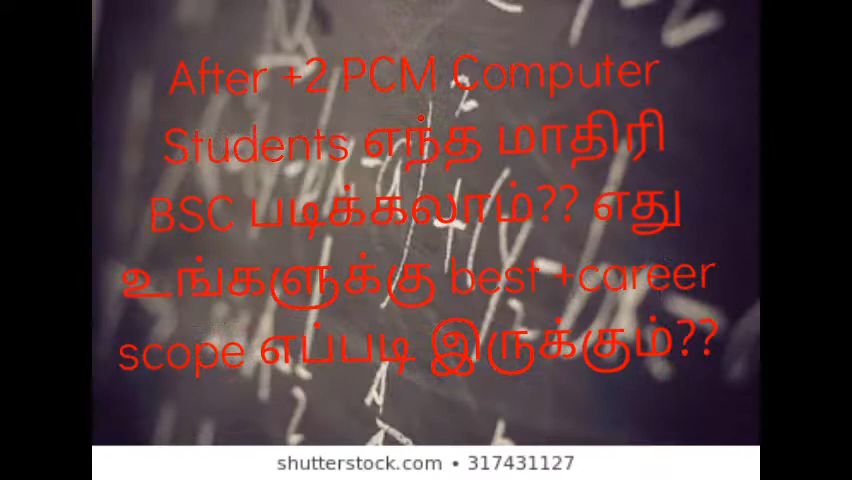 After +2 PCM Computer
Students எந்த மாதிரி
BSC படிக்கலாம்?? எது
உங்களுக்கு best +career
scope எப்படி இருக்கும்??
shutterstock.com • 317431127